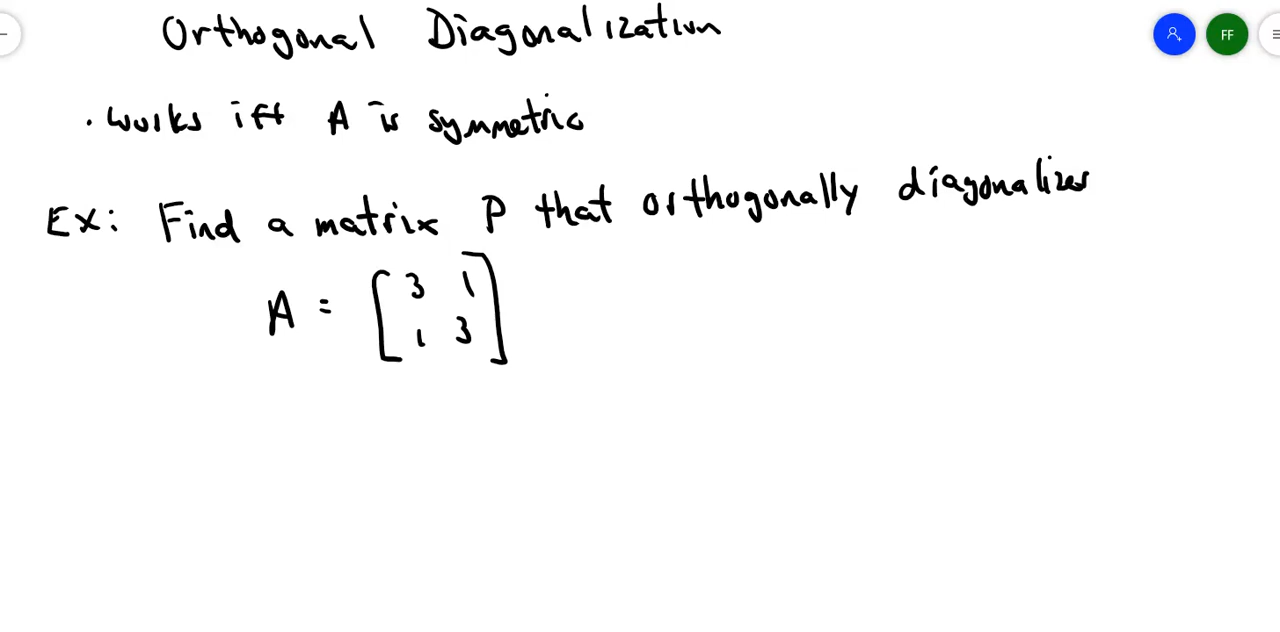 Orthogonal Diagonalization
· works iff A is symmetric
Ex: Find a matrix P that orthogonally diagonalizes
A = [3 1
1 3]
FF